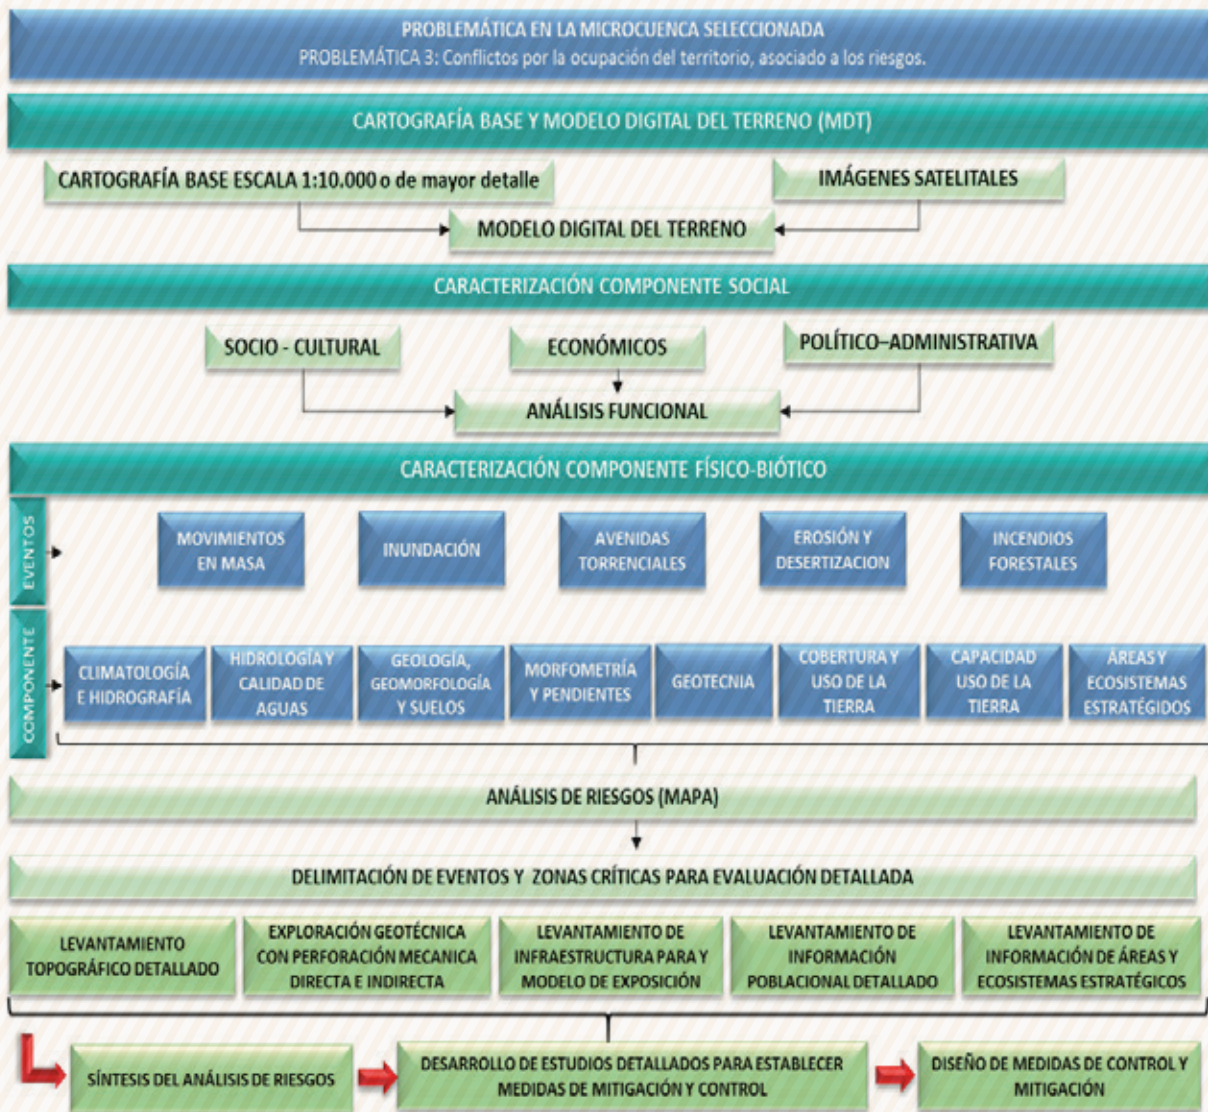 PROBLEMÁTICA EN LA MICROCUENCA SELECCIONADA
PROBLEMÁTICA 3: Conflictos por la ocupación del territorio, asociado a los riesgos.
CARTOGRAFÍA BASE Y MODELO DIGITAL DEL TERRENO (MDT)
CARTOGRAFÍA BASE ESCALA 1:10.000 o de mayor detalle
IMÁGENES SATELITALES
MODELO DIGITAL DEL TERRENO
CARACTERIZACIÓN COMPONENTE SOCIAL
SOCIO - CULTURAL
ECONÓMICOS
POLÍTICO–ADMINISTRATIVA
ANÁLISIS FUNCIONAL
CARACTERIZACIÓN COMPONENTE FÍSICO-BIÓTICO
EVENTOS
MOVIMIENTOS
EN MASA
INUNDACIÓN
AVENIDAS
TORRENCIALES
EROSIÓN Y
DESERTIZACION
INCENDIOS
FORESTALES
COMPONENTE
CLIMATOLOGÍA
E HIDROGRAFÍA
HIDROLOGÍA Y
CALIDAD DE
AGUAS
GEOLOGÍA,
GEOMORFOLOGÍA
Y SUELOS
MORFOMETRÍA
Y PENDIENTES
GEOTECNIA
COBERTURA Y
USO DE LA
TIERRA
CAPACIDAD
USO DE LA
TIERRA
ÁREAS Y
ECOSISTEMAS
ESTRATÉGIDOS
ANÁLISIS DE RIESGOS (MAPA)
DELIMITACIÓN DE EVENTOS Y ZONAS CRÍTICAS PARA EVALUACIÓN DETALLADA
LEVANTAMIENTO
TOPOGRÁFICO DETALLADO
EXPLORACIÓN GEOTÉCNICA
CON PERFORACIÓN MECANICA
DIRECTA E INDIRECTA
LEVANTAMIENTO DE
INFRAESTRUCTURA PARA Y
MODELO DE EXPOSICIÓN
LEVANTAMIENTO DE
INFORMACIÓN
POBLACIONAL DETALLADO
LEVANTAMIENTO DE
INFORMACIÓN DE ÁREAS Y
ECOSISTEMAS ESTRATÉGICOS
SÍNTESIS DEL ANÁLISIS DE RIESGOS
DESARROLLO DE ESTUDIOS DETALLADOS PARA ESTABLECER
MEDIDAS DE MITIGACIÓN Y CONTROL
DISEÑO DE MEDIDAS DE CONTROL Y
MITIGACIÓN